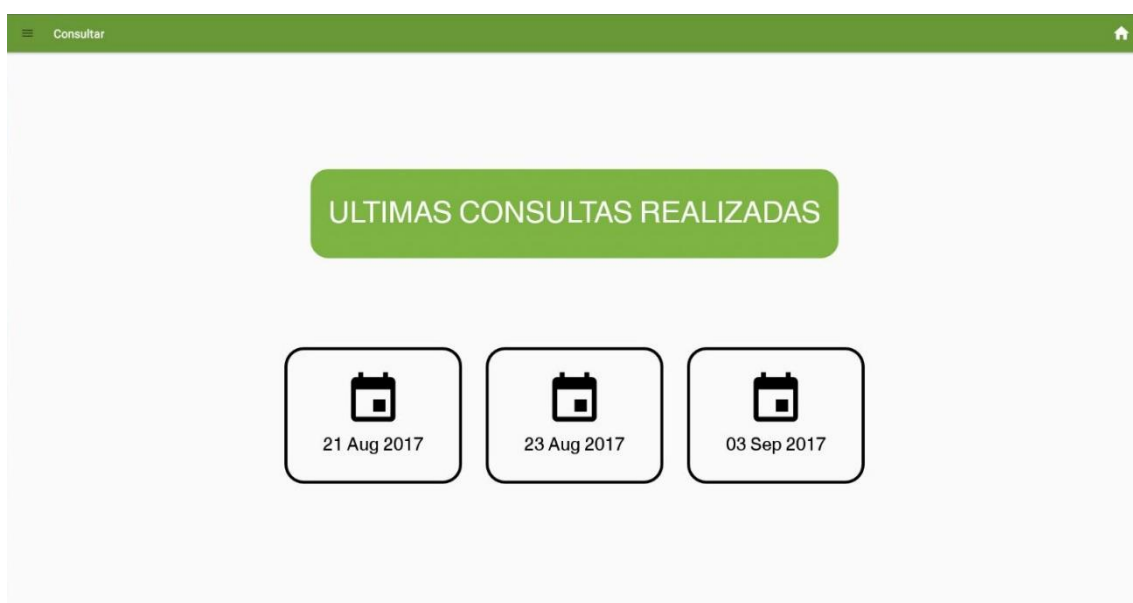 Consultar
ULTIMAS CONSULTAS REALIZADAS
21 Aug 2017
23 Aug 2017
03 Sep 2017